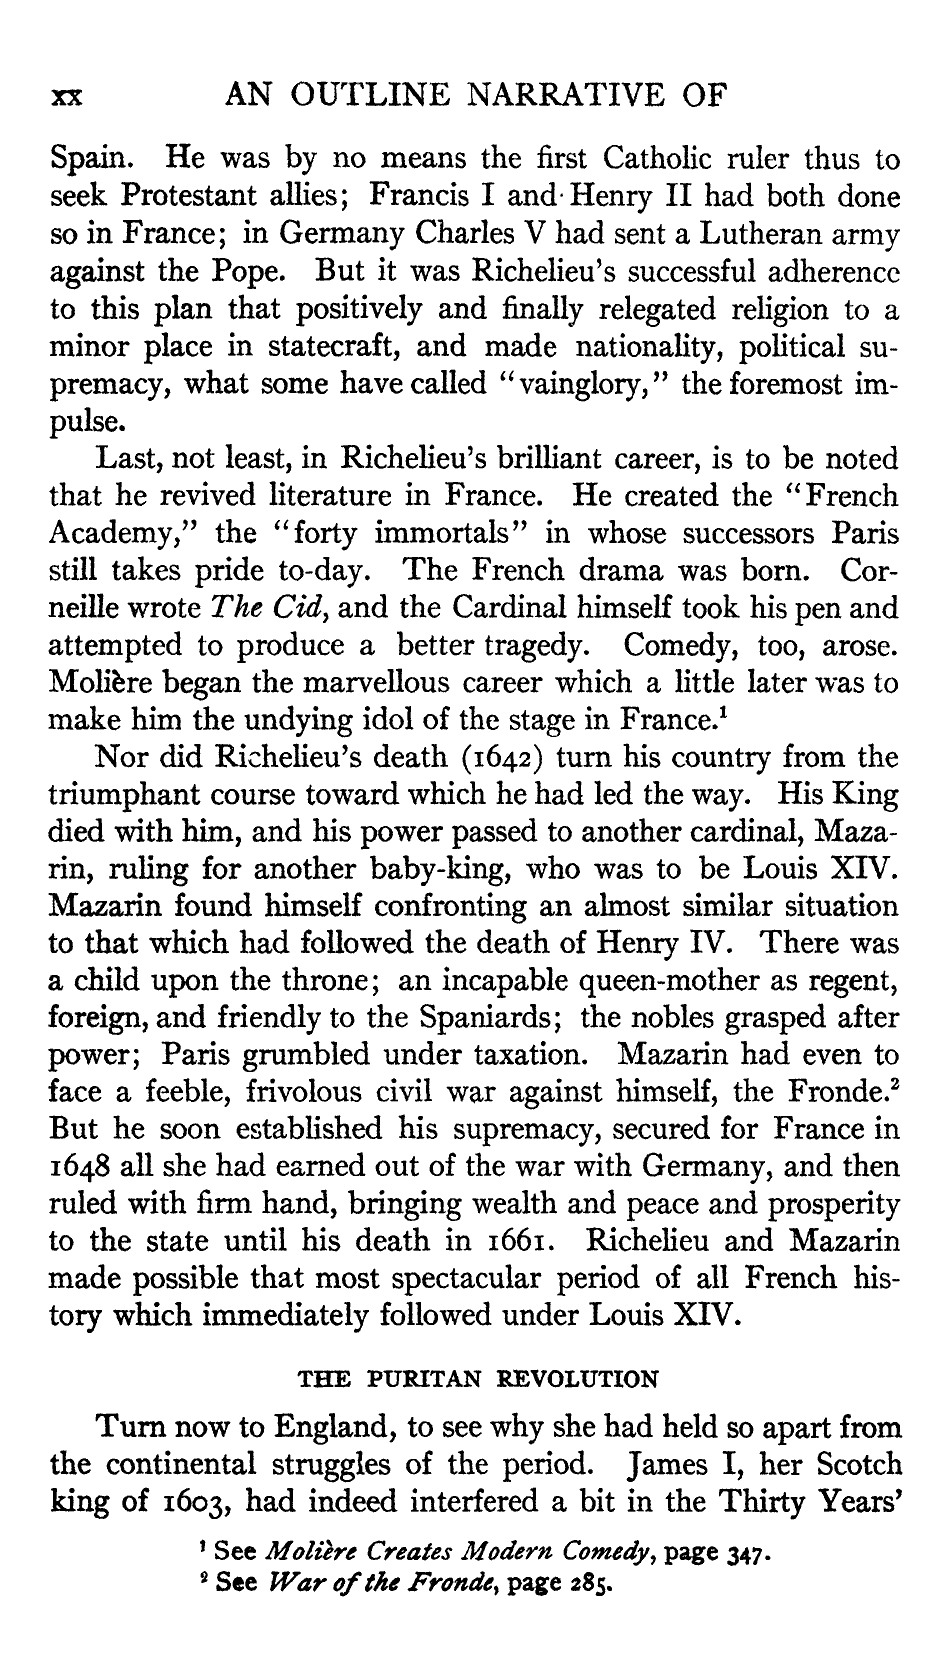 xx AN OUTLINE NARRATIVE OF
Spain. He was by no means the first Catholic ruler thus to
seek Protestant allies; Francis I and Henry II had both done
so in France; in Germany Charles V had sent a Lutheran army
against the Pope. But it was Richelieu's successful adherence
to this plan that positively and finally relegated religion to a
minor place in statecraft, and made nationality, political su-
premacy, what some have called "vainglory," the foremost im-
pulse.
Last, not least, in Richelieu's brilliant career, is to be noted
that he revived literature in France. He created the "French
Academy," the "forty immortals" in whose successors Paris
still takes pride to-day. The French drama was born. Cor-
neille wrote The Cid, and the Cardinal himself took his pen and
attempted to produce a better tragedy. Comedy, too, arose.
Molière began the marvellous career which a little later was to
make him the undying idol of the stage in France.¹
Nor did Richelieu's death (1642) turn his country from the
triumphant course toward which he had led the way. His King
died with him, and his power passed to another cardinal, Maza-
rin, ruling for another baby-king, who was to be Louis XIV.
Mazarin found himself confronting an almost similar situation
to that which had followed the death of Henry IV. There was
a child upon the throne; an incapable queen-mother as regent,
foreign, and friendly to the Spaniards; the nobles grasped after
power; Paris grumbled under taxation. Mazarin had even to
face a feeble, frivolous civil war against himself, the Fronde.²
But he soon established his supremacy, secured for France in
1648 all she had earned out of the war with Germany, and then
ruled with firm hand, bringing wealth and peace and prosperity
to the state until his death in 1661. Richelieu and Mazarin
made possible that most spectacular period of all French his-
tory which immediately followed under Louis XIV.
THE PURITAN REVOLUTION
Turn now to England, to see why she had held so apart from
the continental struggles of the period. James I, her Scotch
king of 1603, had indeed interfered a bit in the Thirty Years'
¹ See Molière Creates Modern Comedy, page 347.
² See War of the Fronde, page 285.